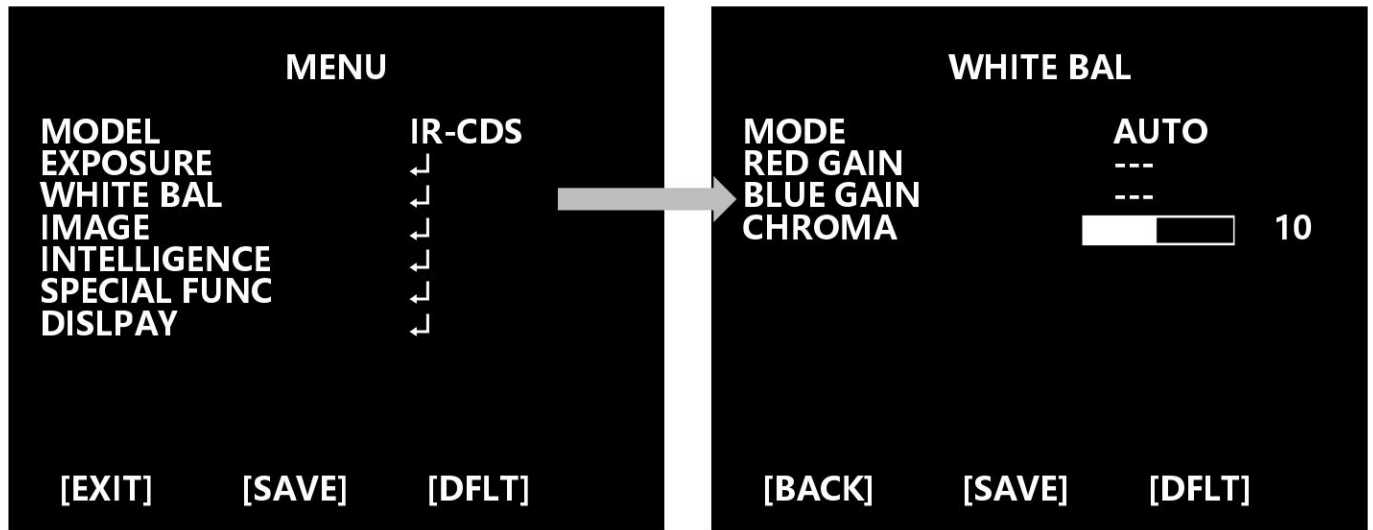 MENU
MODEL IR-CDS
EXPOSURE ↵
WHITE BAL ↵
IMAGE ↵
INTELLIGENCE ↵
SPECIAL FUNC ↵
DISLPAY ↵
[EXIT] [SAVE] [DFLT]
WHITE BAL
MODE AUTO
RED GAIN ---
BLUE GAIN ---
CHROMA 10
[BACK] [SAVE] [DFLT]